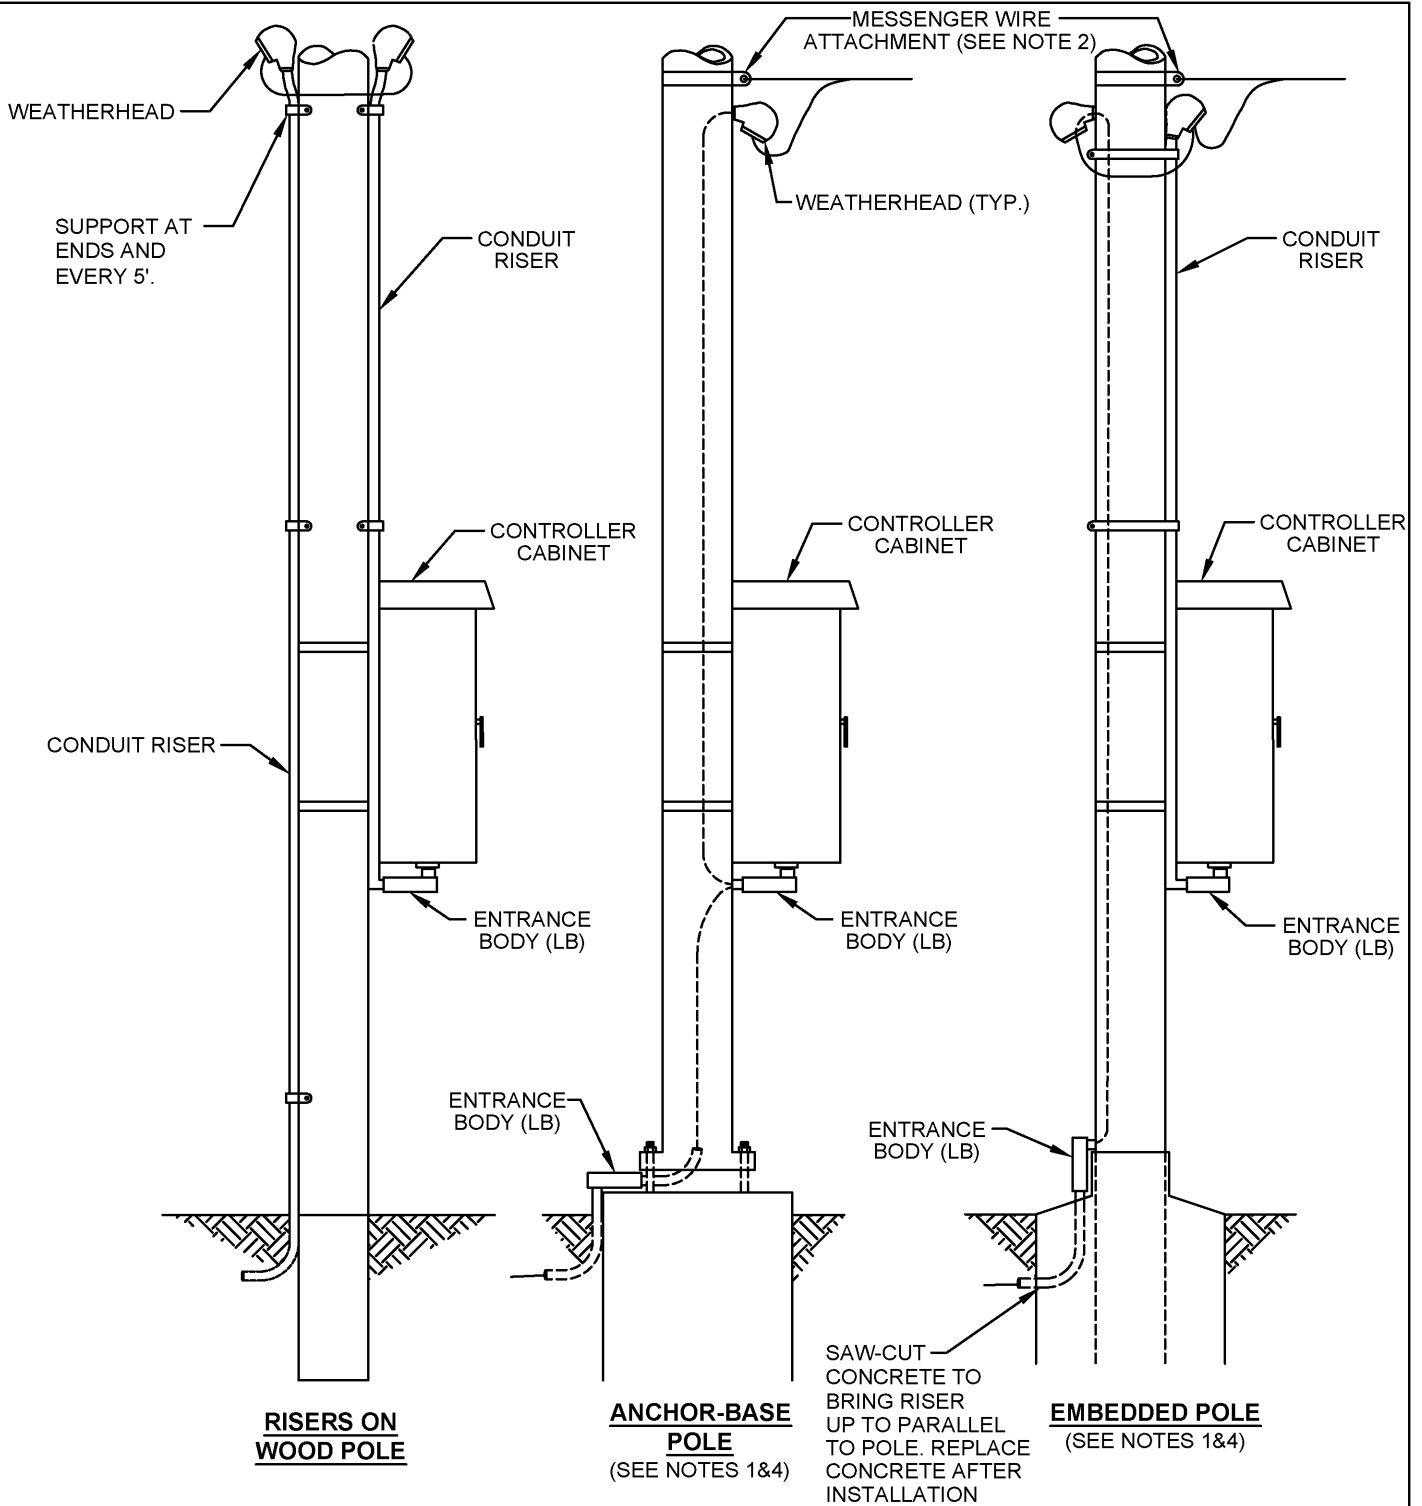 MESSENGER WIRE
ATTACHMENT (SEE NOTE 2)
WEATHERHEAD
WEATHERHEAD (TYP.)
SUPPORT AT
ENDS AND
EVERY 5'.
CONDUIT
RISER
CONDUIT
RISER
CONTROLLER
CABINET
CONTROLLER
CABINET
CONTROLLER
CABINET
CONDUIT RISER
ENTRANCE
BODY (LB)
ENTRANCE
BODY (LB)
ENTRANCE
BODY (LB)
ENTRANCE
BODY (LB)
ENTRANCE
BODY (LB)
SAW-CUT
CONCRETE TO
BRING RISER
UP TO PARALLEL
TO POLE. REPLACE
CONCRETE AFTER
INSTALLATION
RISERS ON
WOOD POLE
ANCHOR-BASE
POLE
(SEE NOTES 1&4)
EMBEDDED POLE
(SEE NOTES 1&4)